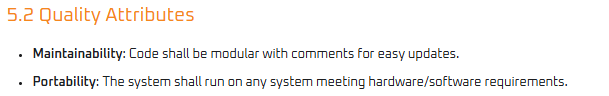 5.2 Quality Attributes
• Maintainability: Code shall be modular with comments for easy updates.
• Portability: The system shall run on any system meeting hardware/software requirements.